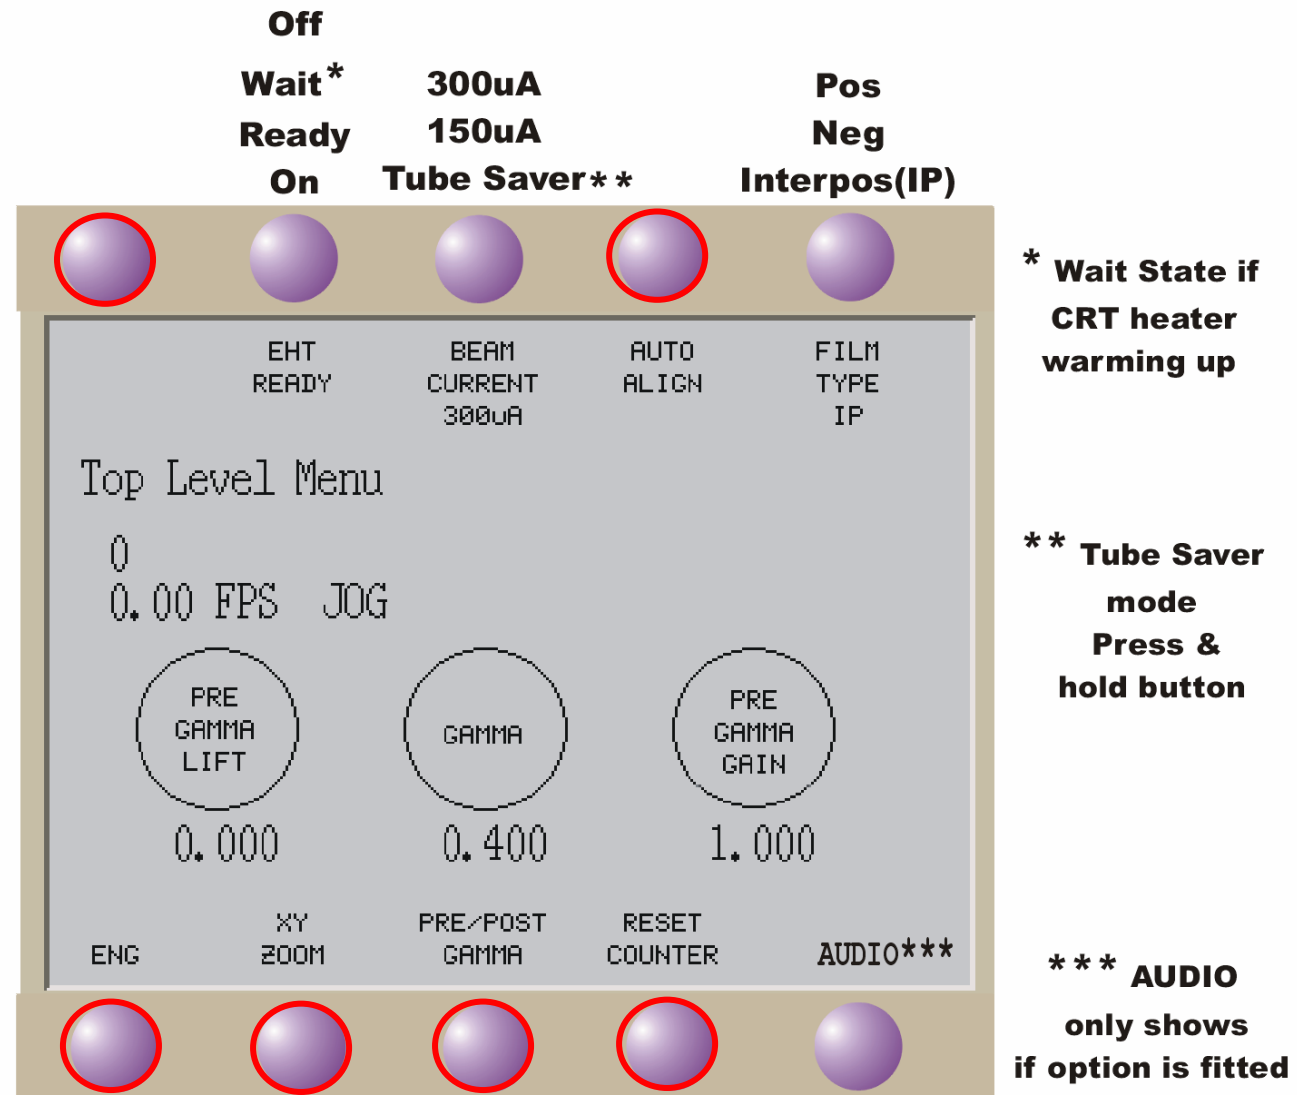 Off
Wait* 300uA Pos
Ready 150uA Neg
On Tube Saver** Interpos(IP)
* Wait State if
CRT heater
warming up
EHT BEAM AUTO FILM
READY CURRENT ALIGN TYPE
300uA IP
Top Level Menu
0
0.00 FPS JOG
** Tube Saver
mode
Press &
hold button
PRE
GAMMA
LIFT
GAMMA
PRE
GAMMA
GAIN
0.000 0.400 1.000
XY PRE/POST RESET
ENG ZOOM GAMMA COUNTER AUDIO***
*** AUDIO
only shows
if option is fitted